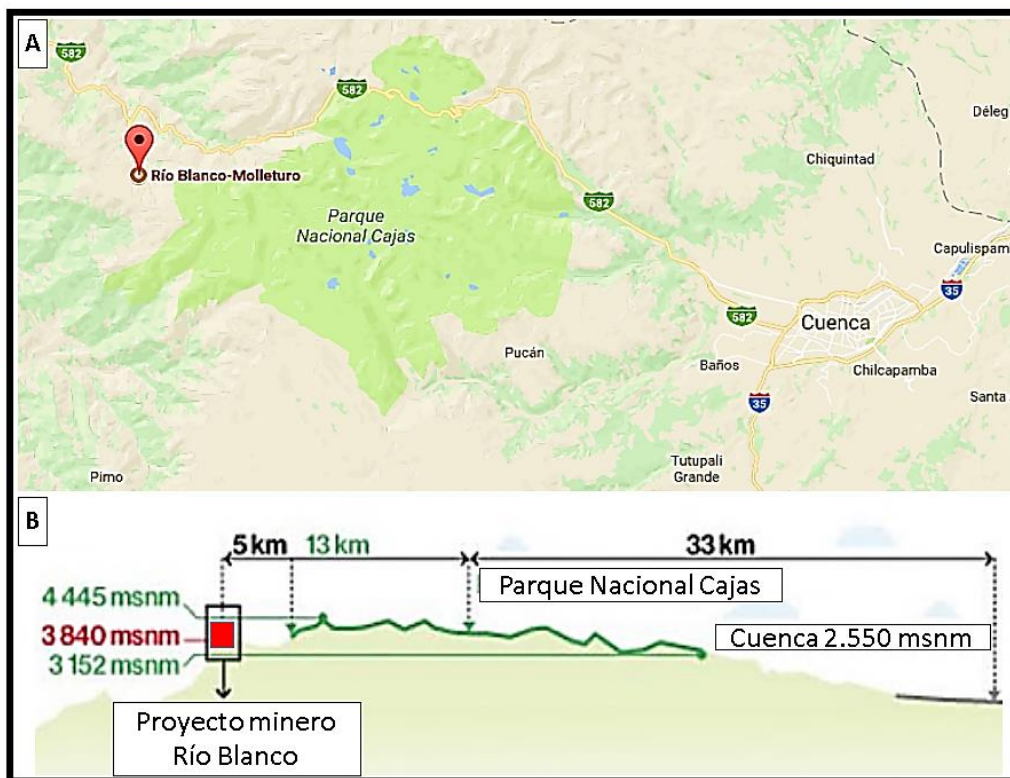 A
582
582
582
Déleg
Río Blanco-Molleturo
Chiquintad
582
Parque
Nacional Cajas
Capulispam
35
582
Cuenca
Pucán
Baños
Chilcapamba
35
Santa
Tutupali
Grande
Pimo
B
5 km 13 km 33 km
Parque Nacional Cajas
4 445 msnm
3 840 msnm
Cuenca 2.550 msnm
3 152 msnm
Proyecto minero
Río Blanco